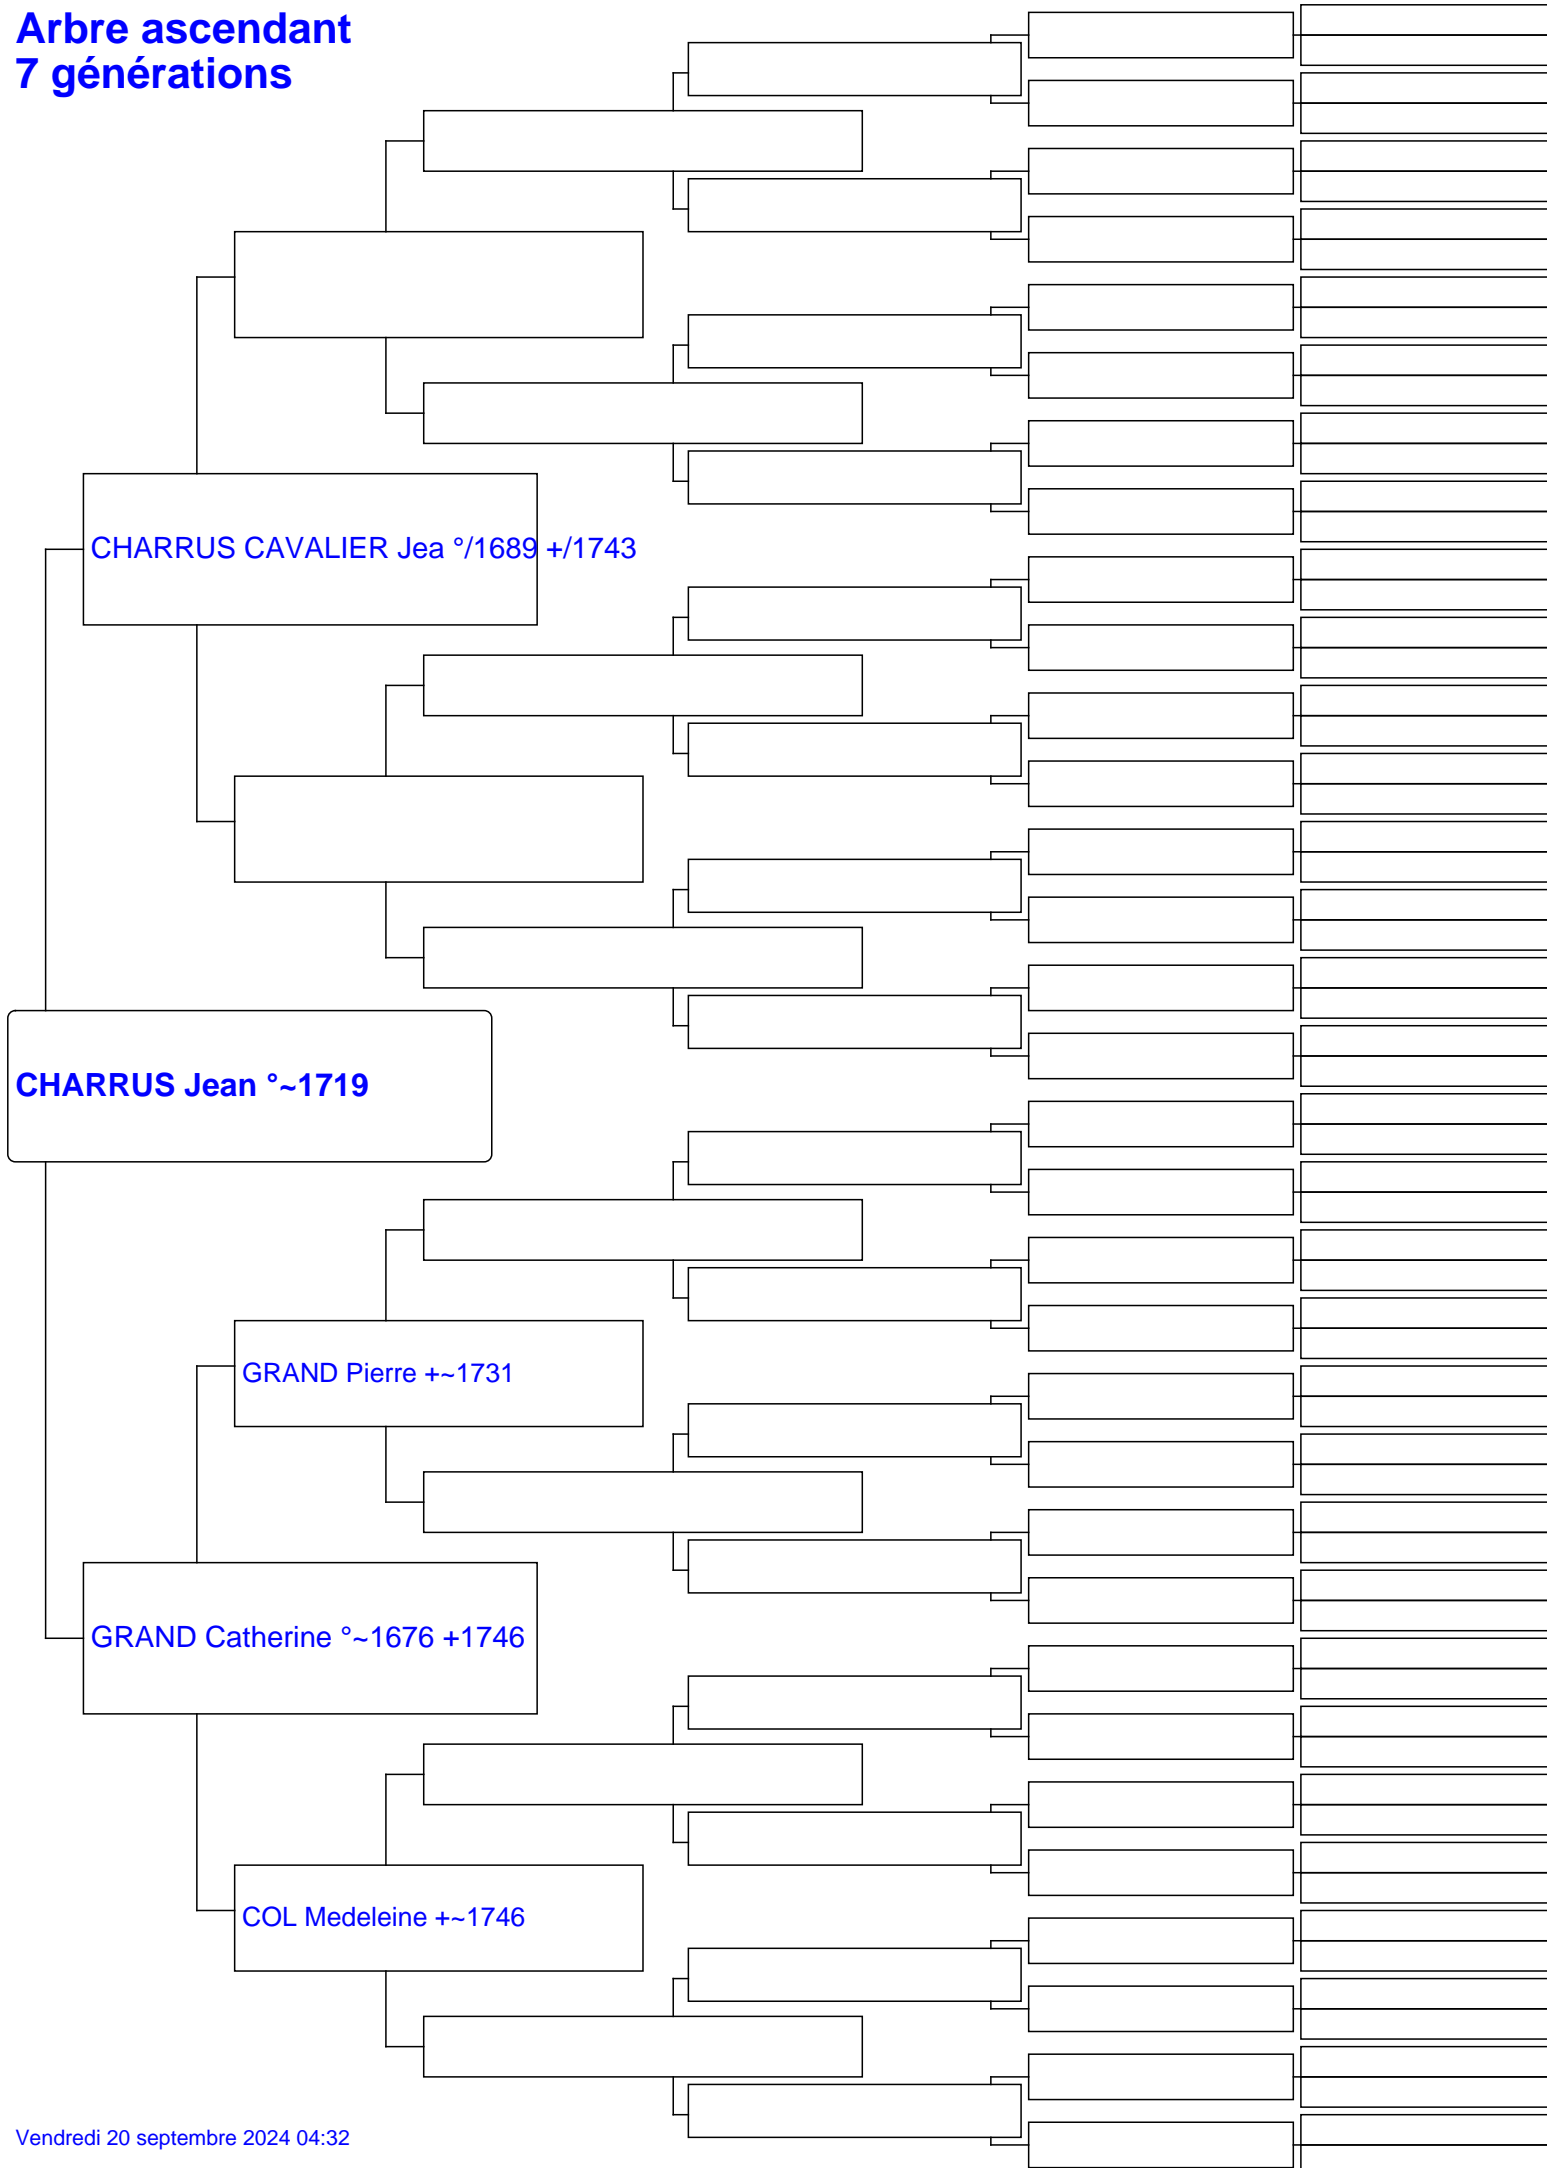 Arbre ascendant
7 générations
CHARRUS CAVALIER Jea °/1689 +/1743
CHARRUS Jean °~1719
GRAND Pierre +~1731
GRAND Catherine °~1676 +1746
COL Medeleine +~1746
Vendredi 20 septembre 2024 04:32